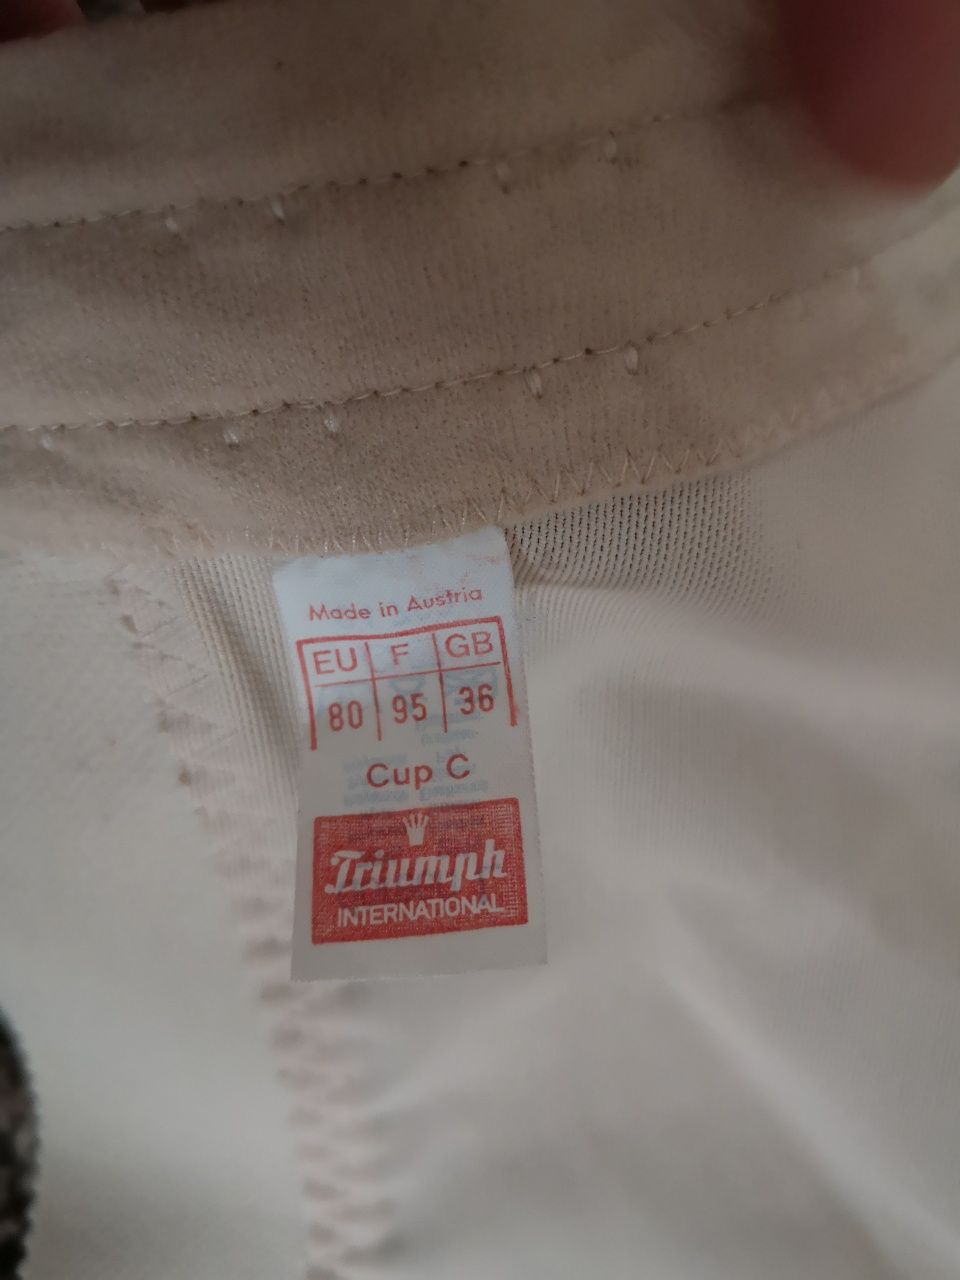 Made in Austria
EU F GB
80 95 36
Cup C
Triumph
INTERNATIONAL